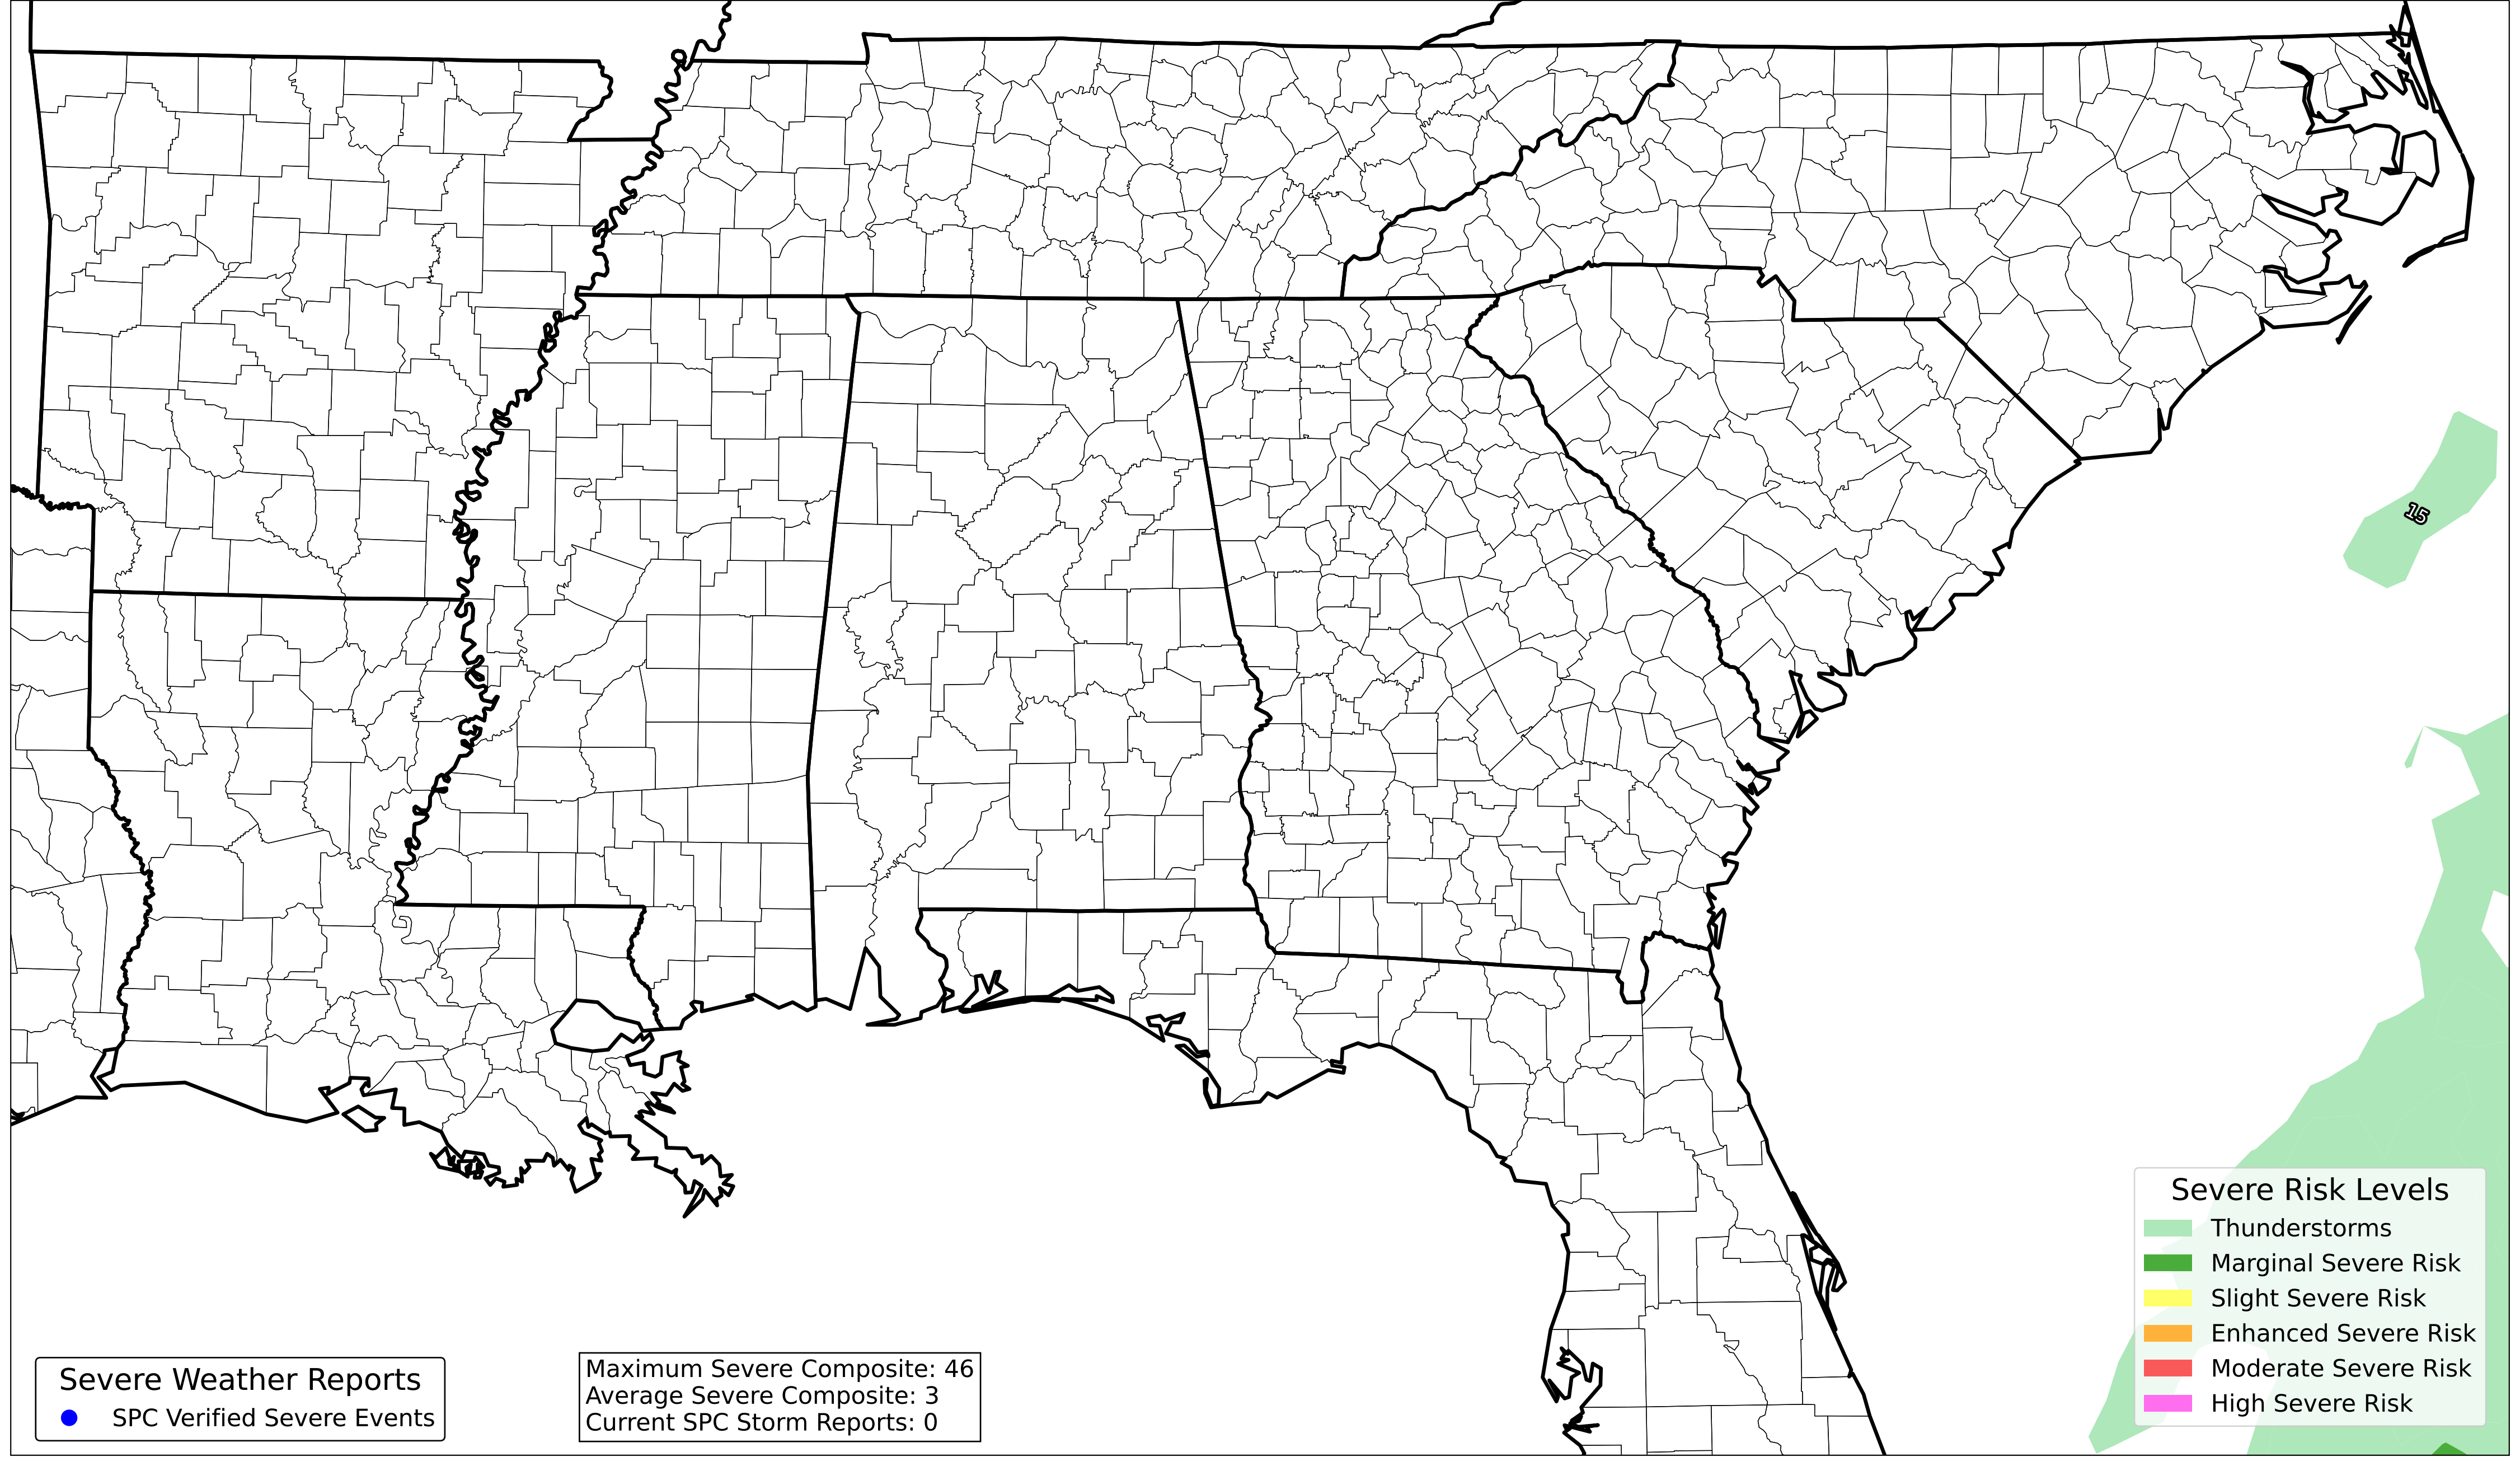 15
Severe Risk Levels
Thunderstorms
Marginal Severe Risk
Slight Severe Risk
Enhanced Severe Risk
Moderate Severe Risk
High Severe Risk
Severe Weather Reports
SPC Verified Severe Events
Maximum Severe Composite: 46
Average Severe Composite: 3
Current SPC Storm Reports: 0